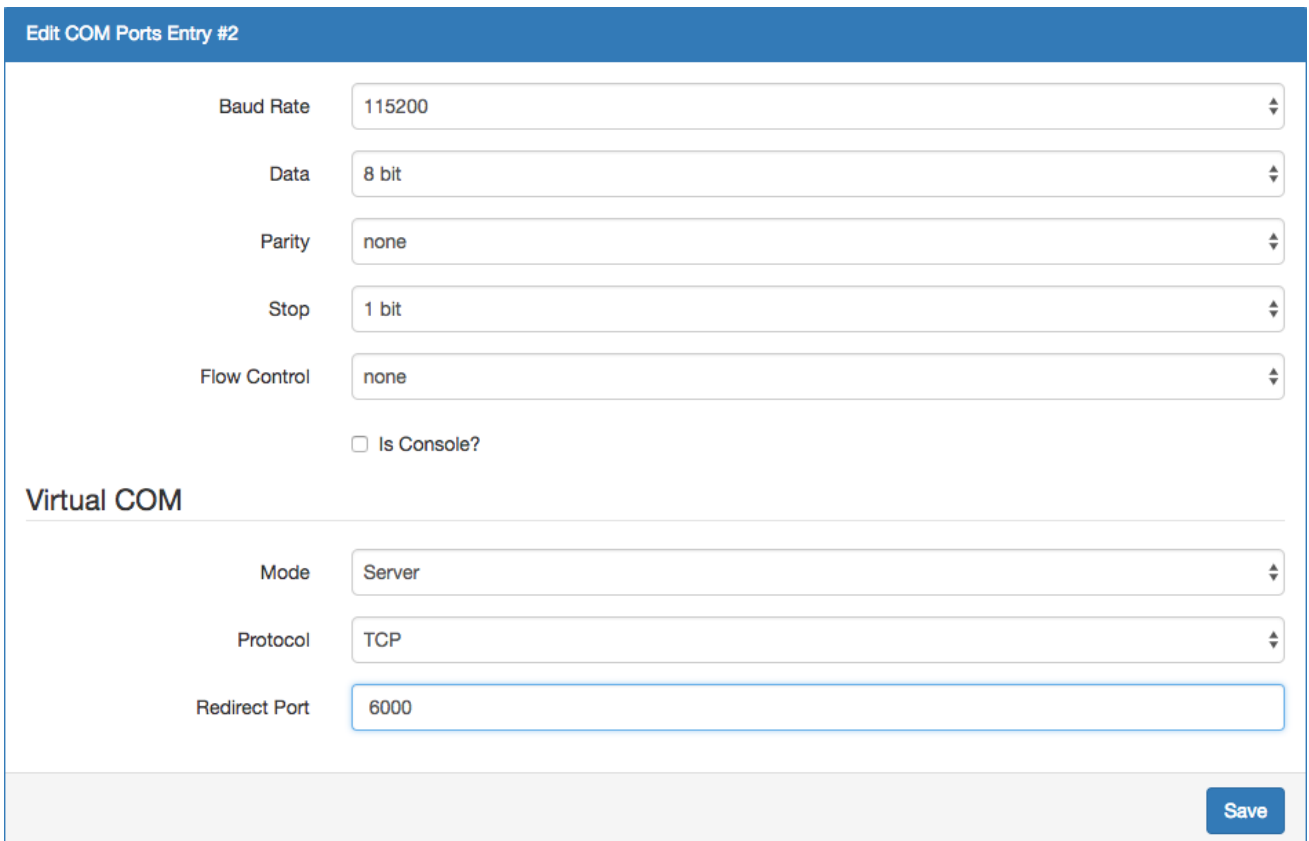 Edit COM Ports Entry #2
Baud Rate 115200
Data 8 bit
Parity none
Stop 1 bit
Flow Control none
Is Console?
Virtual COM
Mode Server
Protocol TCP
Redirect Port 6000
Save